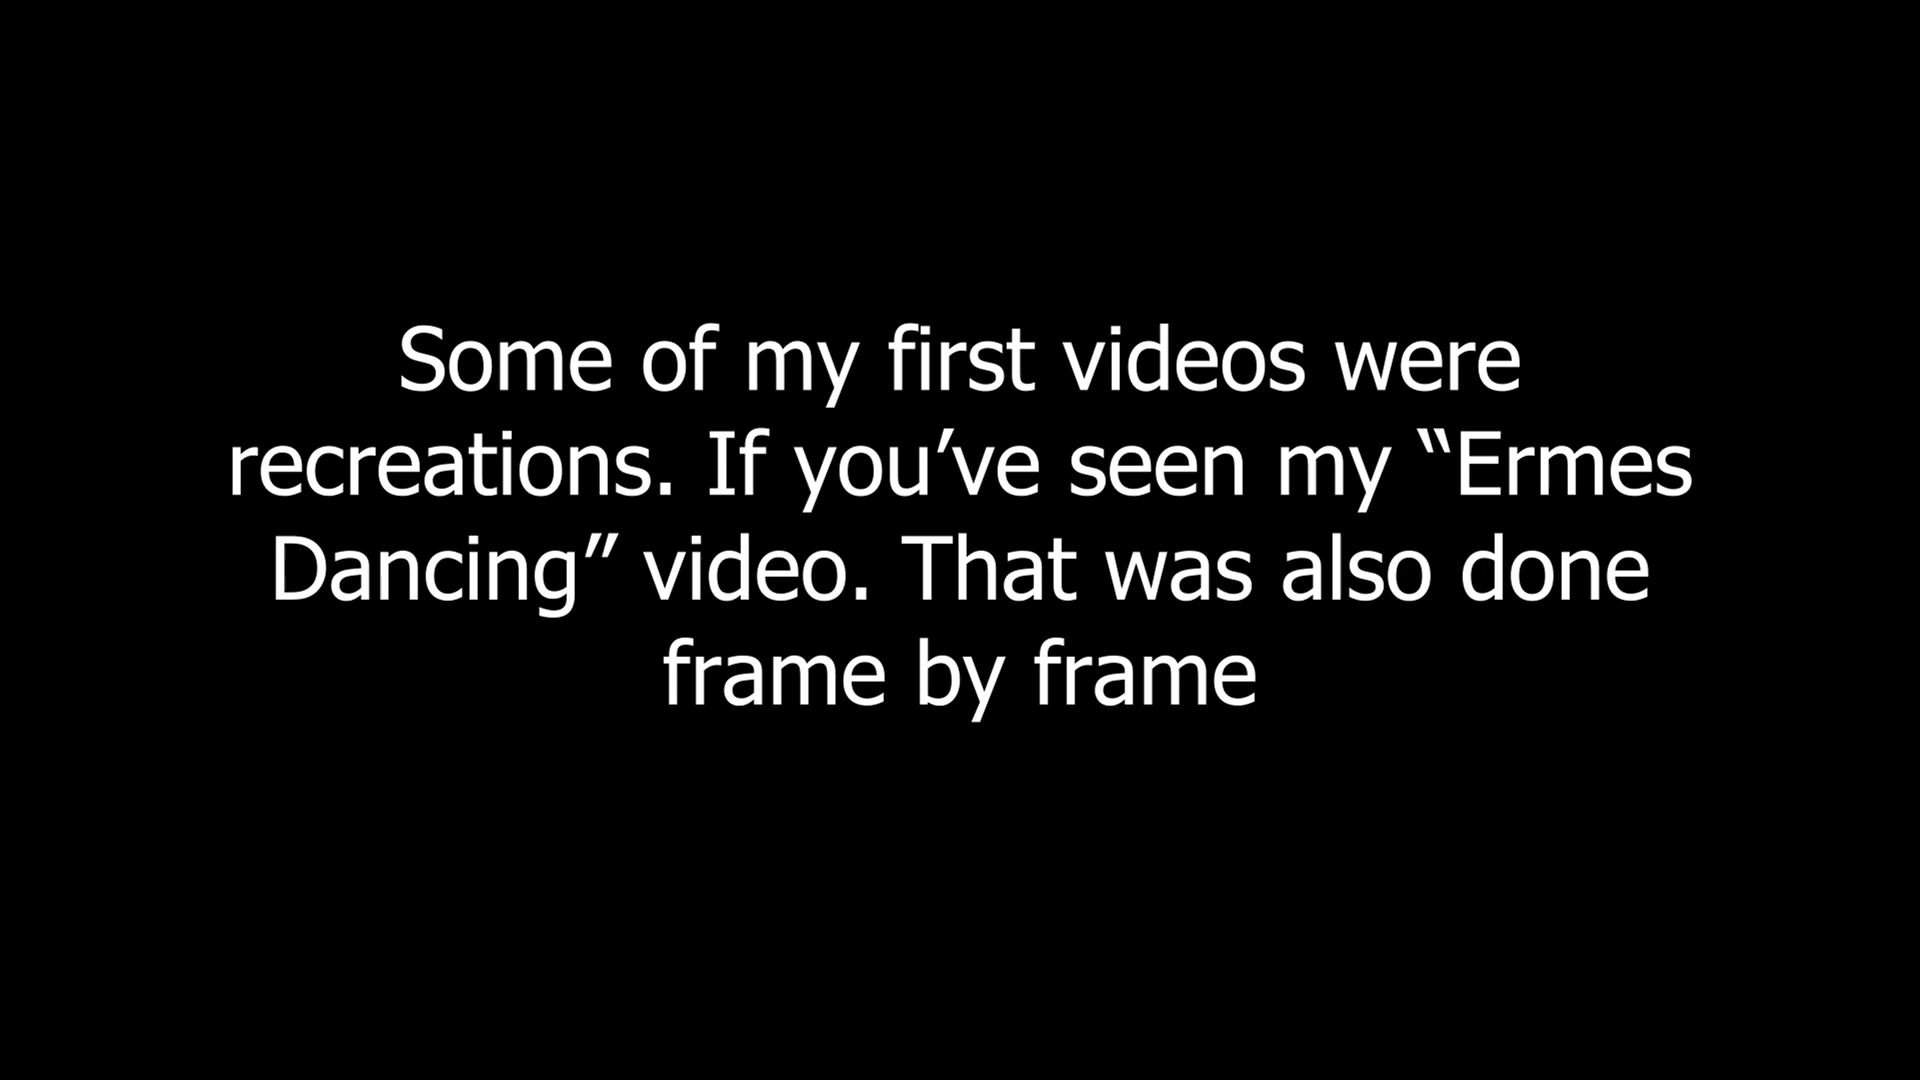 Some of my first videos were
recreations. If you’ve seen my “Ermes
Dancing” video. That was also done
frame by frame